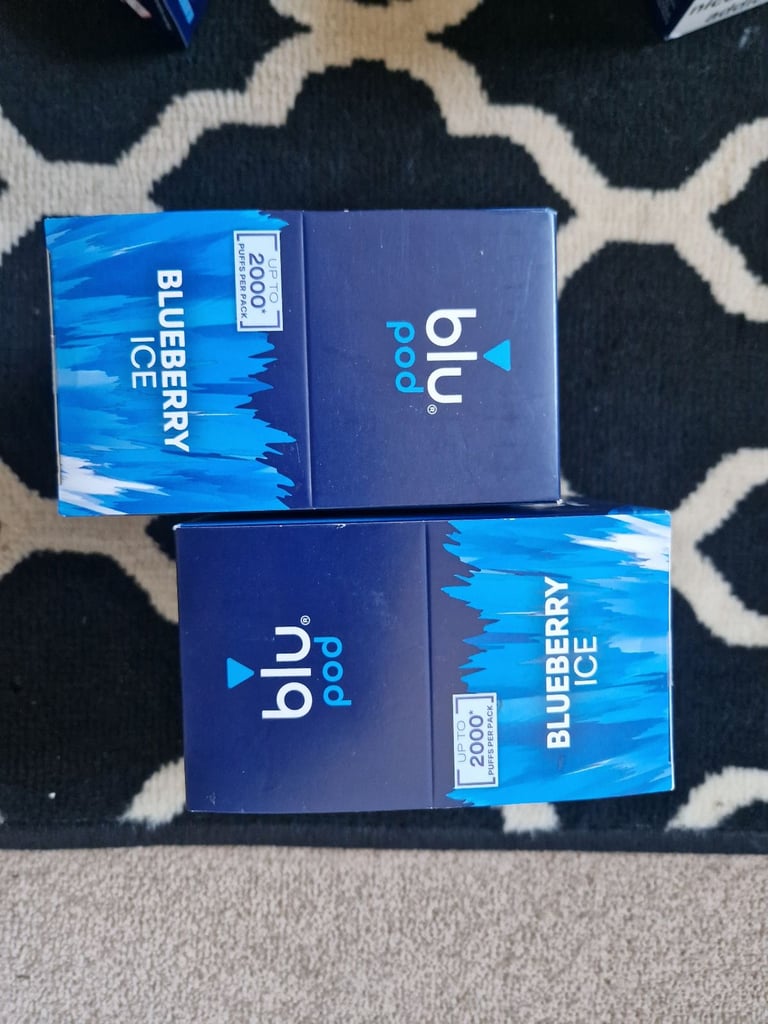 blu®
pod
UP TO
2000*
PUFFS PER PACK
BLUEBERRY
ICE
blu®
pod
UP TO
2000*
PUFFS PER PACK
BLUEBERRY
ICE